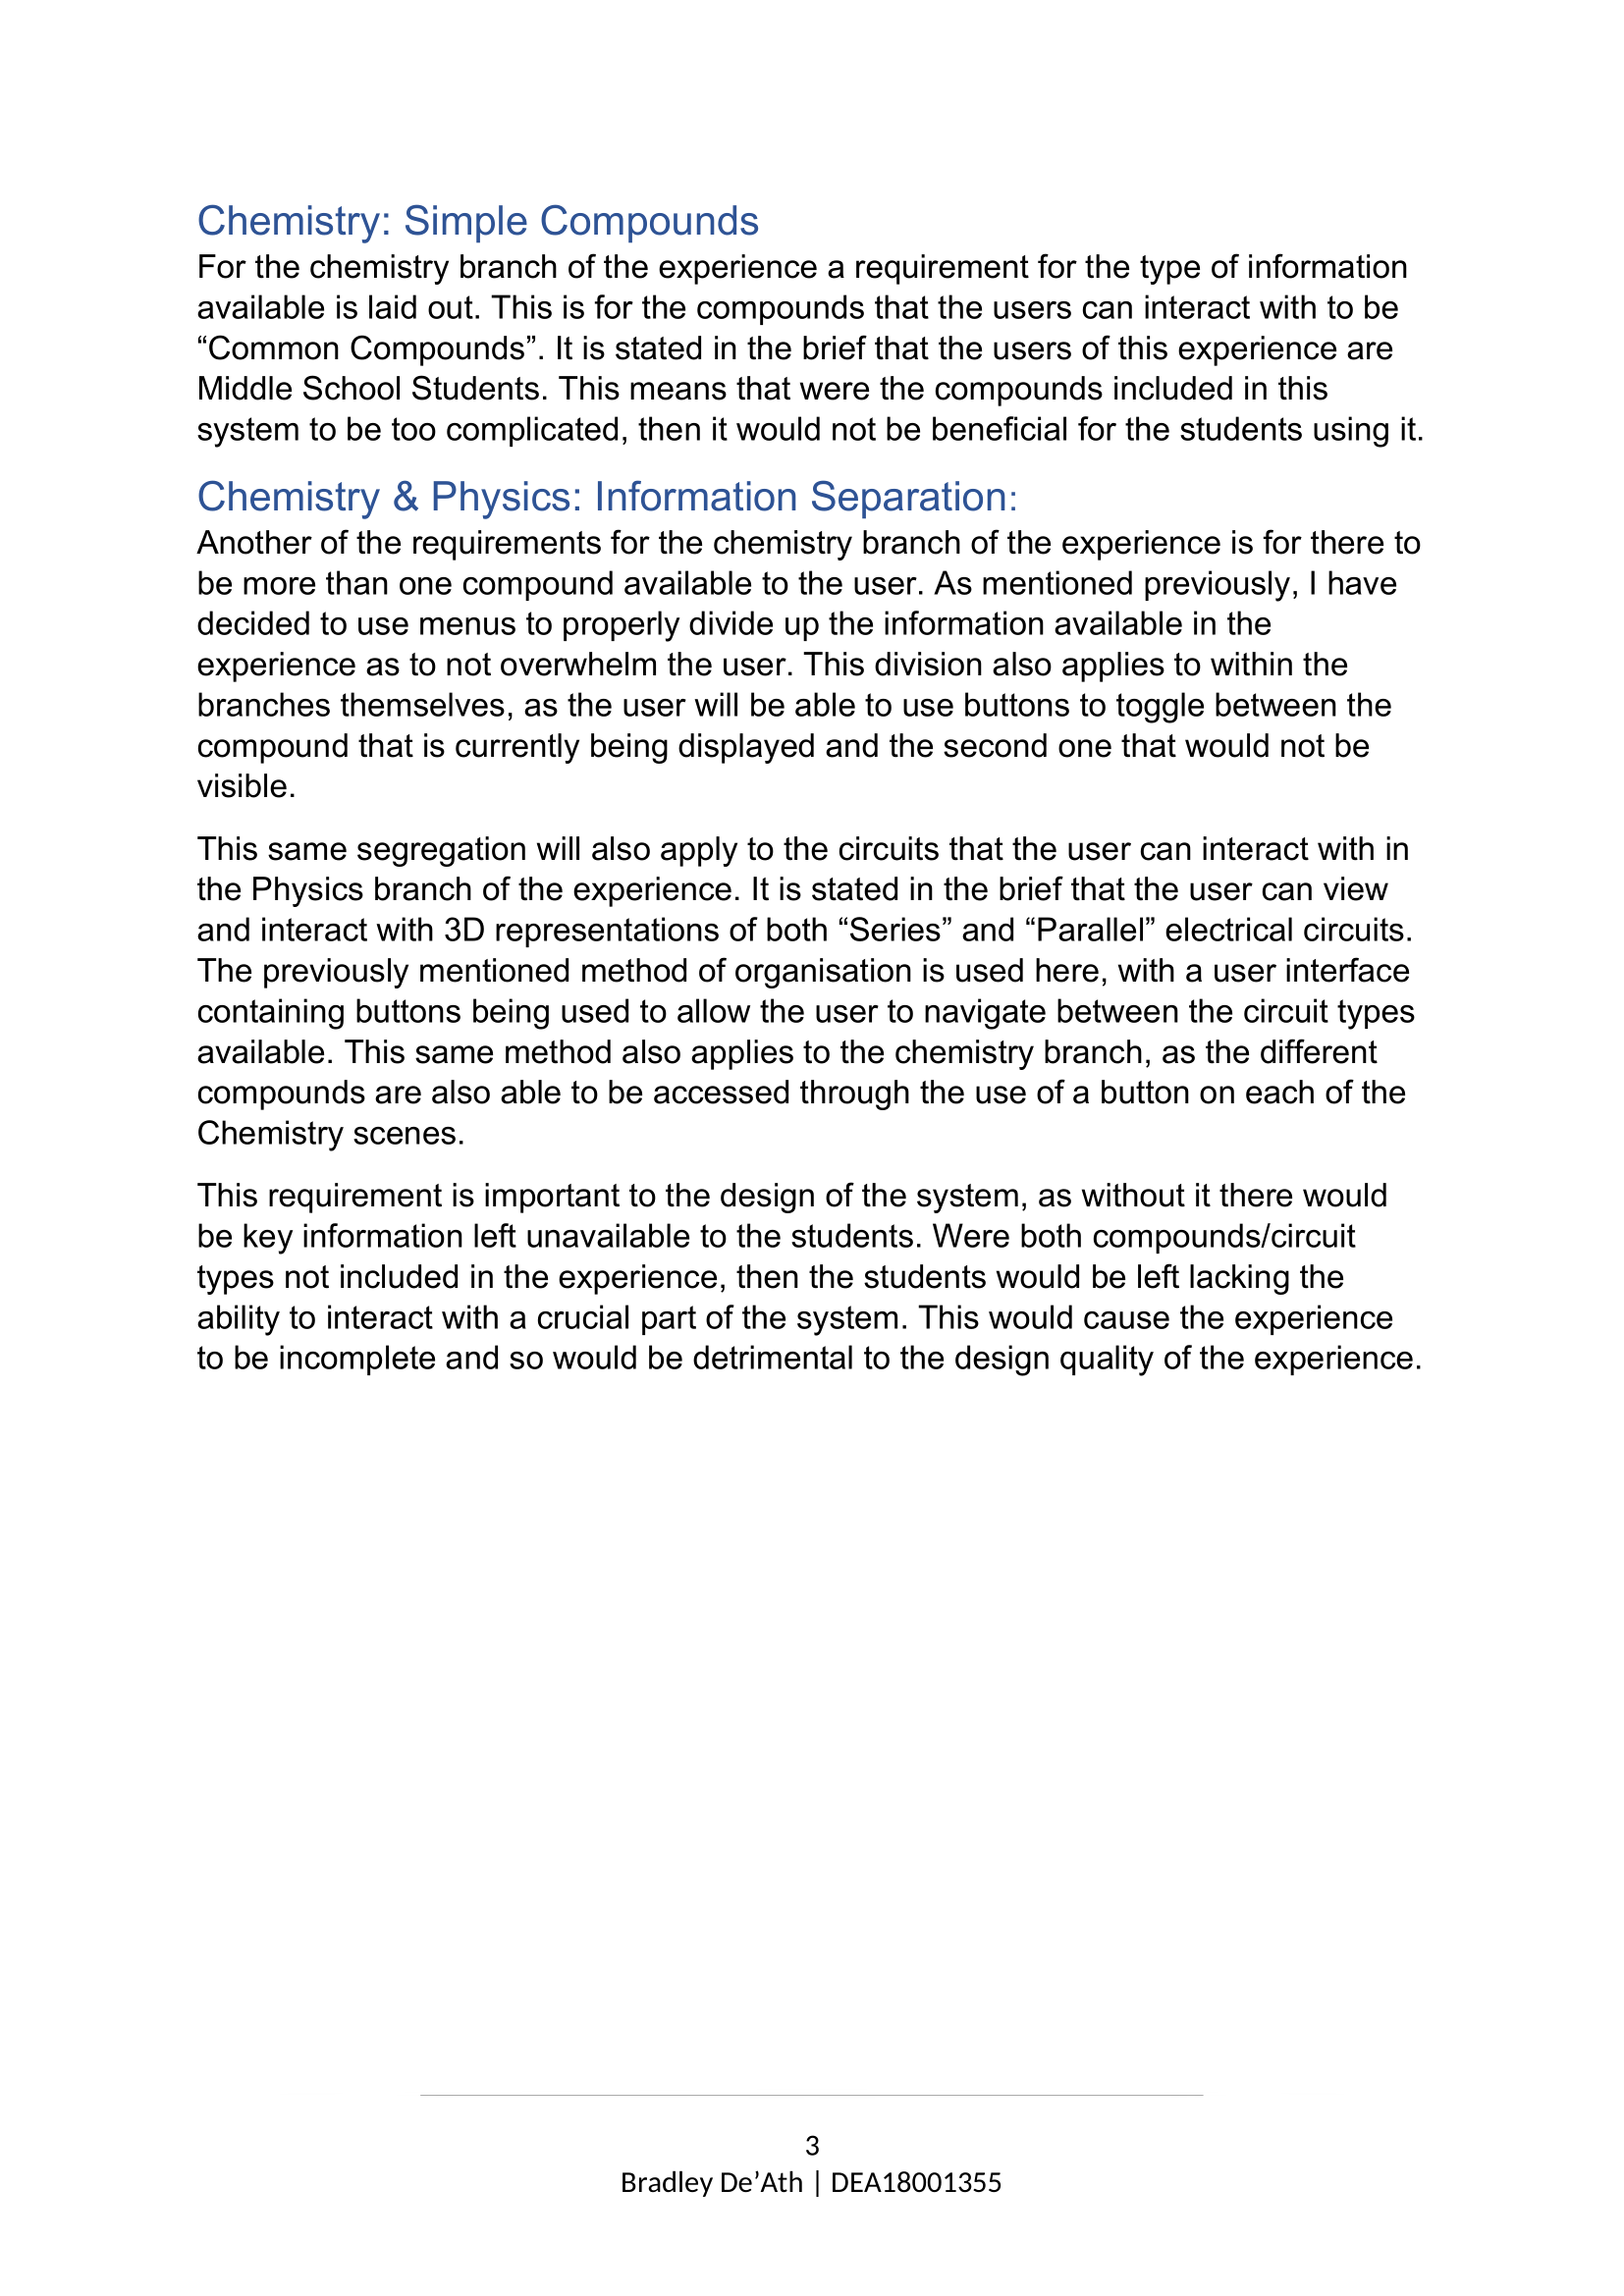 Chemistry: Simple Compounds
For the chemistry branch of the experience a requirement for the type of information
available is laid out. This is for the compounds that the users can interact with to be
“Common Compounds”. It is stated in the brief that the users of this experience are
Middle School Students. This means that were the compounds included in this
system to be too complicated, then it would not be beneficial for the students using it.
Chemistry & Physics: Information Separation:
Another of the requirements for the chemistry branch of the experience is for there to
be more than one compound available to the user. As mentioned previously, I have
decided to use menus to properly divide up the information available in the
experience as to not overwhelm the user. This division also applies to within the
branches themselves, as the user will be able to use buttons to toggle between the
compound that is currently being displayed and the second one that would not be
visible.
This same segregation will also apply to the circuits that the user can interact with in
the Physics branch of the experience. It is stated in the brief that the user can view
and interact with 3D representations of both “Series” and “Parallel” electrical circuits.
The previously mentioned method of organisation is used here, with a user interface
containing buttons being used to allow the user to navigate between the circuit types
available. This same method also applies to the chemistry branch, as the different
compounds are also able to be accessed through the use of a button on each of the
Chemistry scenes.
This requirement is important to the design of the system, as without it there would
be key information left unavailable to the students. Were both compounds/circuit
types not included in the experience, then the students would be left lacking the
ability to interact with a crucial part of the system. This would cause the experience
to be incomplete and so would be detrimental to the design quality of the experience.
3
Bradley De’Ath | DEA18001355